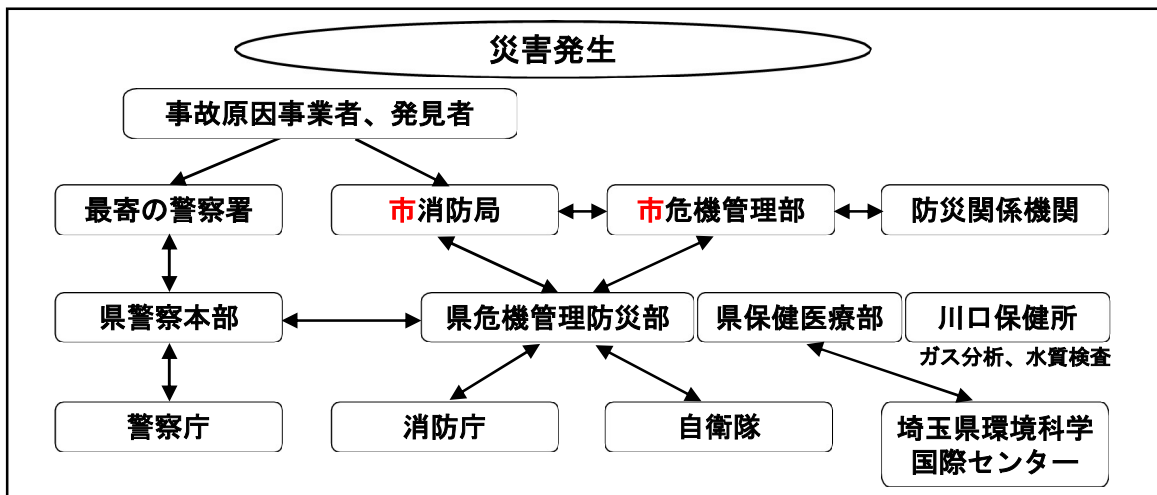 災害発生
事故原因事業者、発見者
最寄の警察署
市消防局
市危機管理部
防災関係機関
県警察本部
県危機管理防災部
県保健医療部
川口保健所
ガス分析、水質検査
警察庁
消防庁
自衛隊
埼玉県環境科学
国際センター